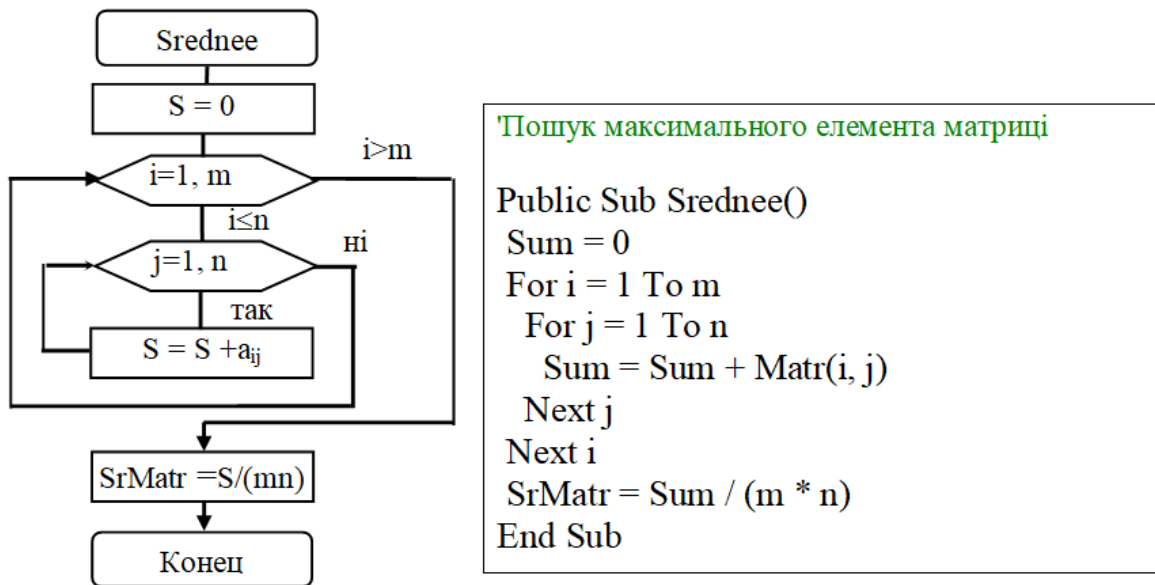 Srednee
S = 0
i=1, m
i>m
i≤n
j=1, n
ні
так
S = S +aij
SrMatr =S/(mn)
Конец
'Пошук максимального елемента матриці
Public Sub Srednee()
Sum = 0
For i = 1 To m
For j = 1 To n
Sum = Sum + Matr(i, j)
Next j
Next i
SrMatr = Sum / (m * n)
End Sub